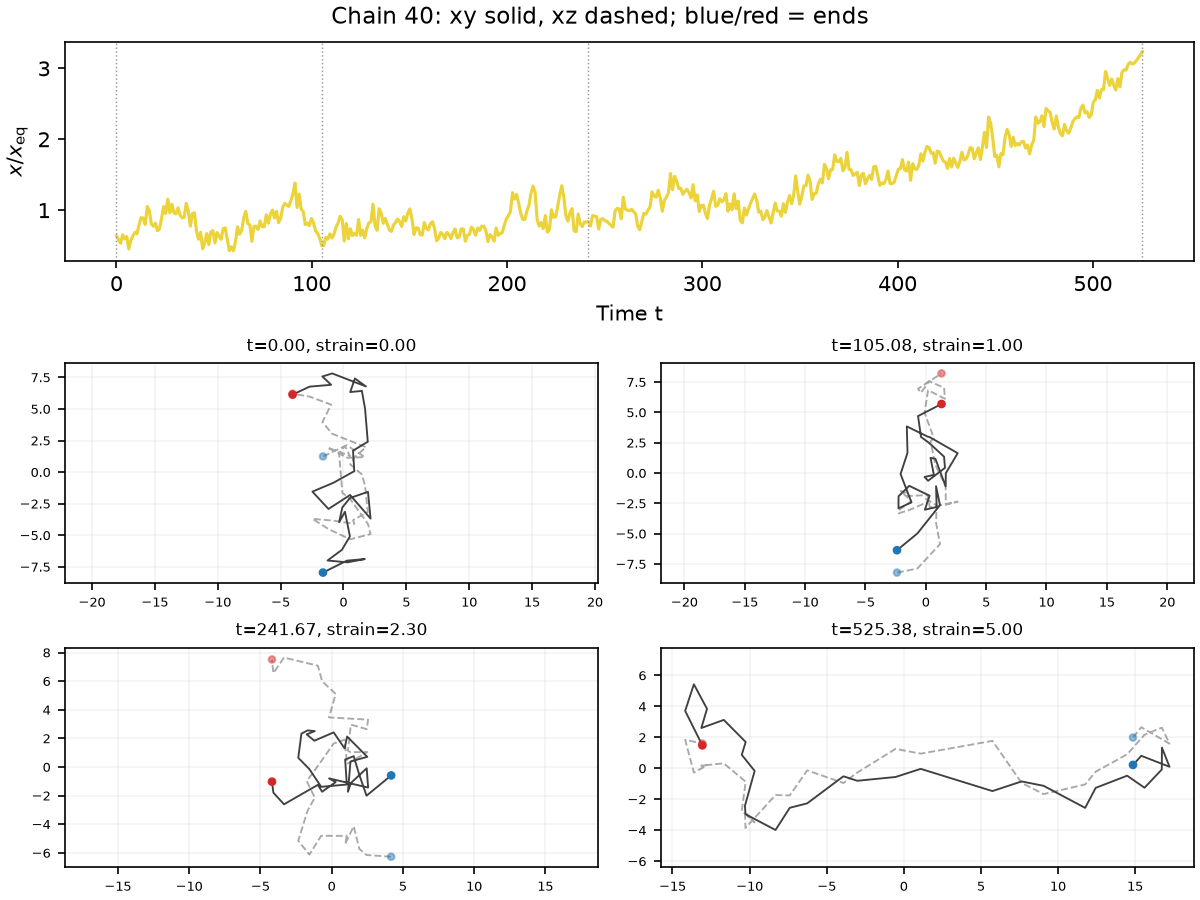 Chain 40: xy solid, xz dashed; blue/red = ends
3
2
1
x/x_eq
0 100 200 300 400 500
Time t
t=0.00, strain=0.00
7.5
5.0
2.5
0.0
−2.5
−5.0
−7.5
−20 −15 −10 −5 0 5 10 15 20
t=105.08, strain=1.00
7.5
5.0
2.5
0.0
−2.5
−5.0
−7.5
−20 −15 −10 −5 0 5 10 15 20
t=241.67, strain=2.30
8
6
4
2
0
−2
−4
−6
−15 −10 −5 0 5 10 15
t=525.38, strain=5.00
6
4
2
0
−2
−4
−6
−15 −10 −5 0 5 10 15